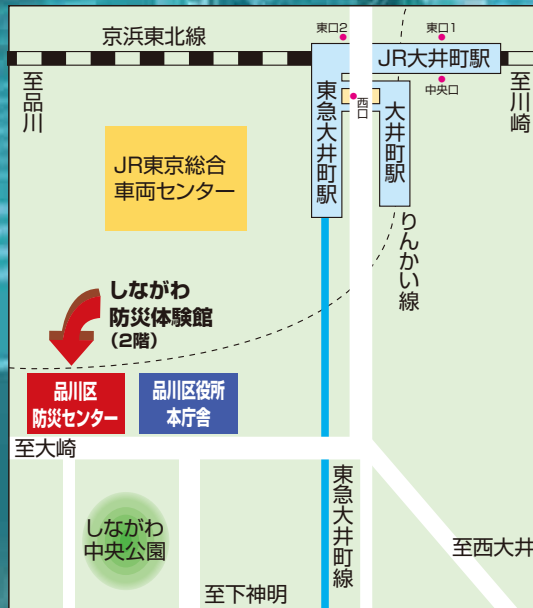 京浜東北線
東口2
東口1
JR大井町駅
中央口
至品川
至川崎
東急大井町駅
西口
大井町駅
JR東京総合
車両センター
りんかい線
しながわ
防災体験館
（2階）
品川区
防災センター
品川区役所
本庁舎
至大崎
東急大井町線
しながわ
中央公園
至西大井
至下神明